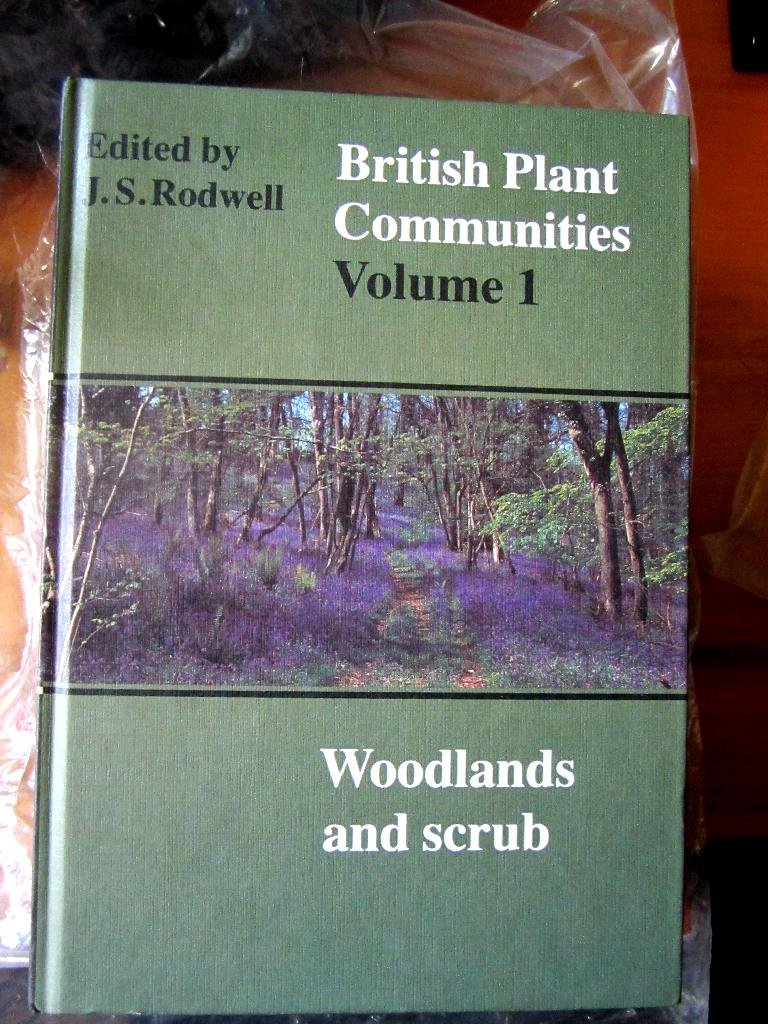 Edited by
J.S.Rodwell
British Plant
Communities
Volume 1
Woodlands
and scrub